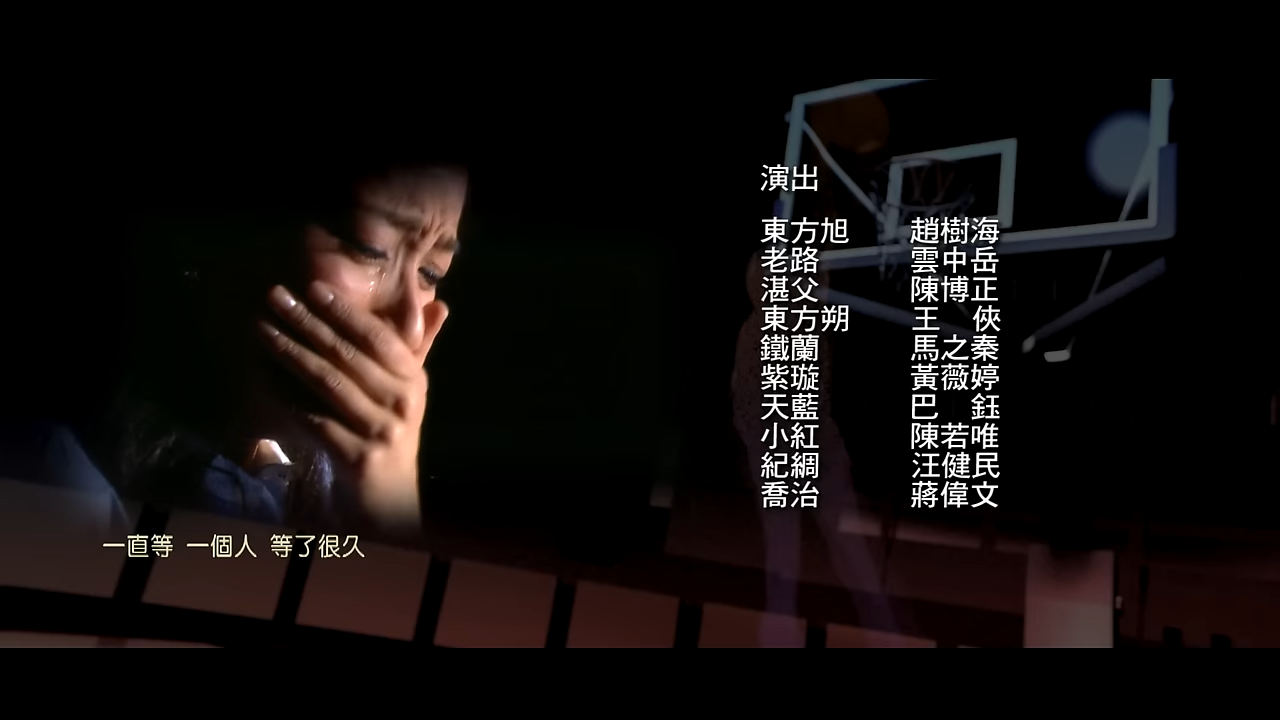 演出
東方旭 趙樹海
老路 雲中岳
湛父 陳博正
東方朔 王 俠
鐵蘭 馬之秦
紫璇 黃薇婷
天藍 巴 鈺
小紅 陳若唯
紀綢 汪健民
喬治 蔣偉文
一直等 一個人 等了很久